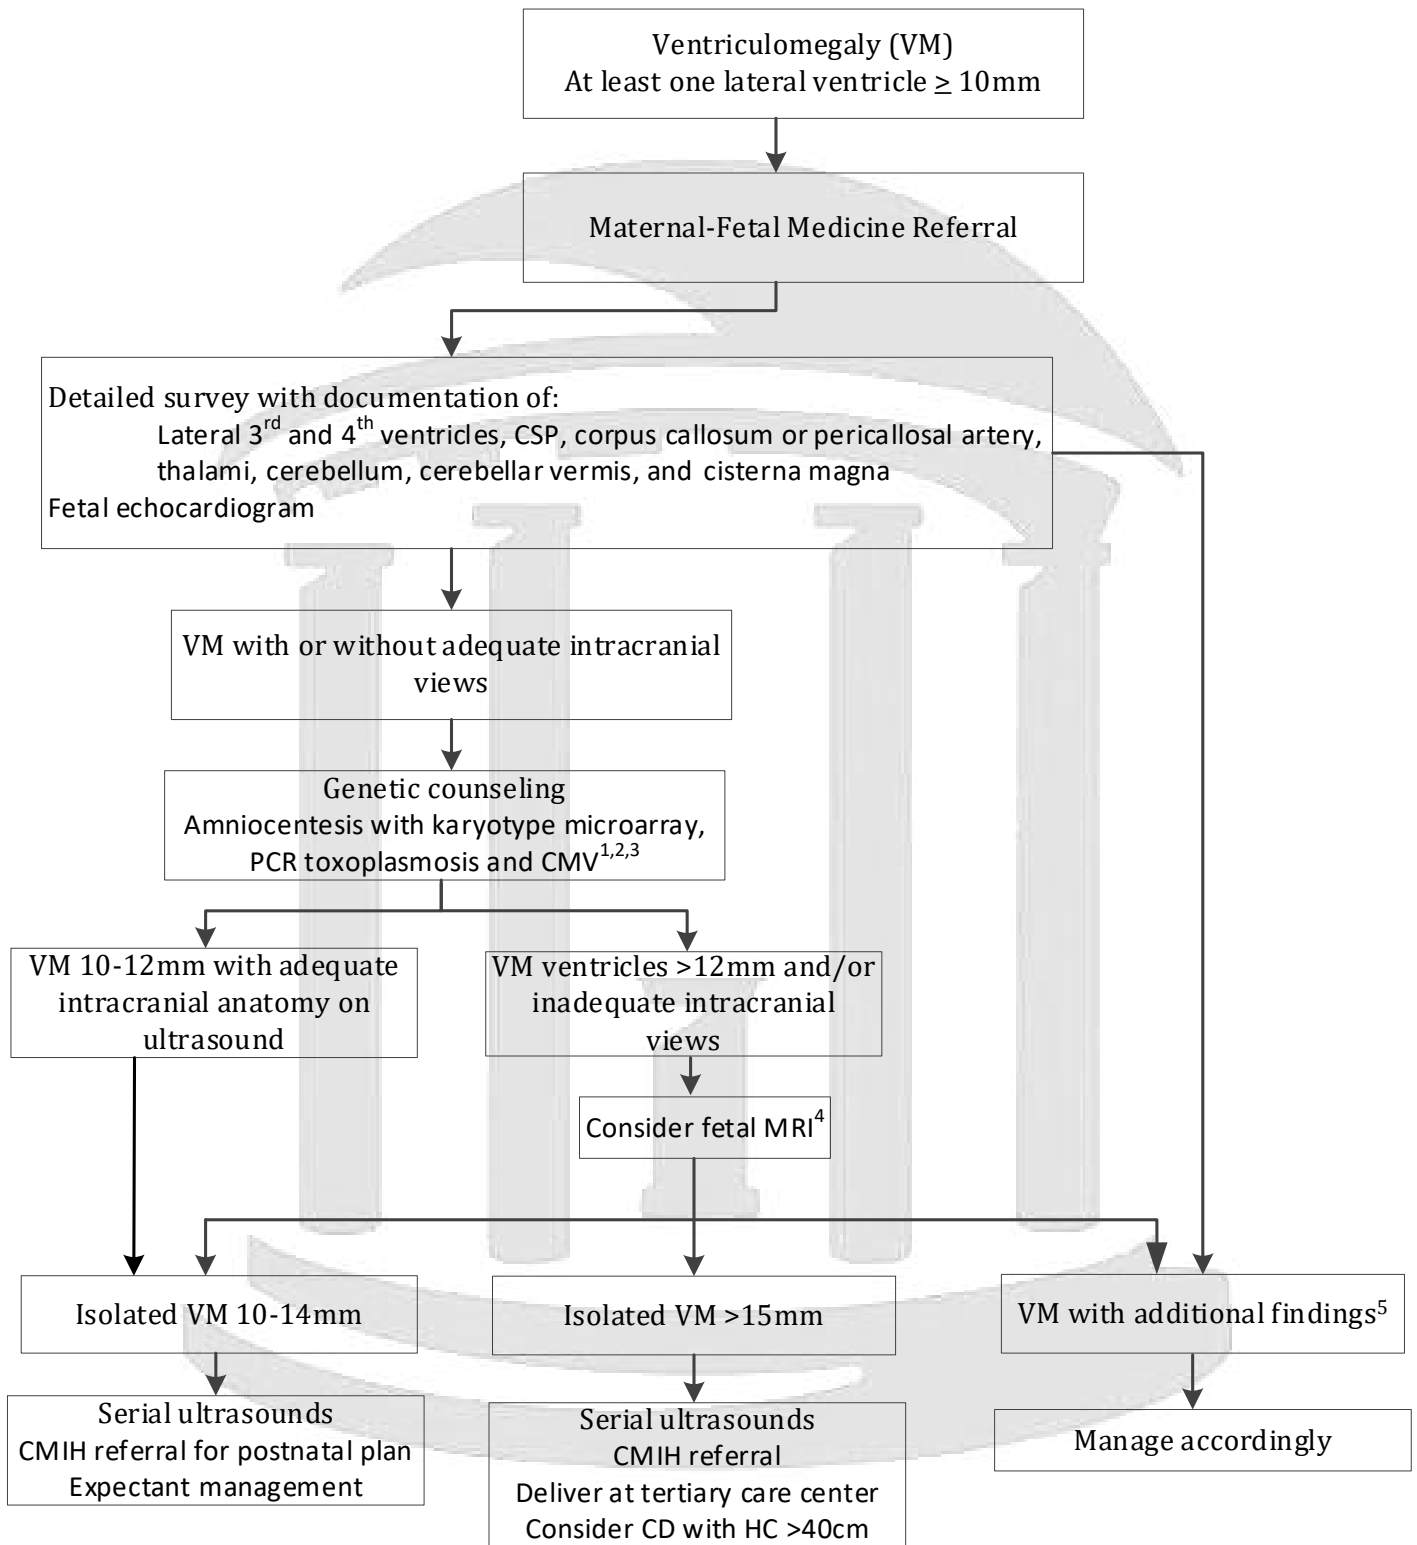 Ventriculomegaly (VM)
At least one lateral ventricle ≥ 10mm
Maternal-Fetal Medicine Referral
Detailed survey with documentation of:
Lateral 3rd and 4th ventricles, CSP, corpus callosum or pericallosal artery,
thalami, cerebellum, cerebellar vermis, and cisterna magna
Fetal echocardiogram
VM with or without adequate intracranial
views
Genetic counseling
Amniocentesis with karyotype microarray,
PCR toxoplasmosis and CMV1,2,3
VM 10-12mm with adequate
intracranial anatomy on
ultrasound
VM ventricles >12mm and/or
inadequate intracranial
views
Consider fetal MRI4
Isolated VM 10-14mm
Isolated VM >15mm
VM with additional findings5
Serial ultrasounds
CMIH referral for postnatal plan
Expectant management
Serial ultrasounds
CMIH referral
Deliver at tertiary care center
Consider CD with HC >40cm
Manage accordingly